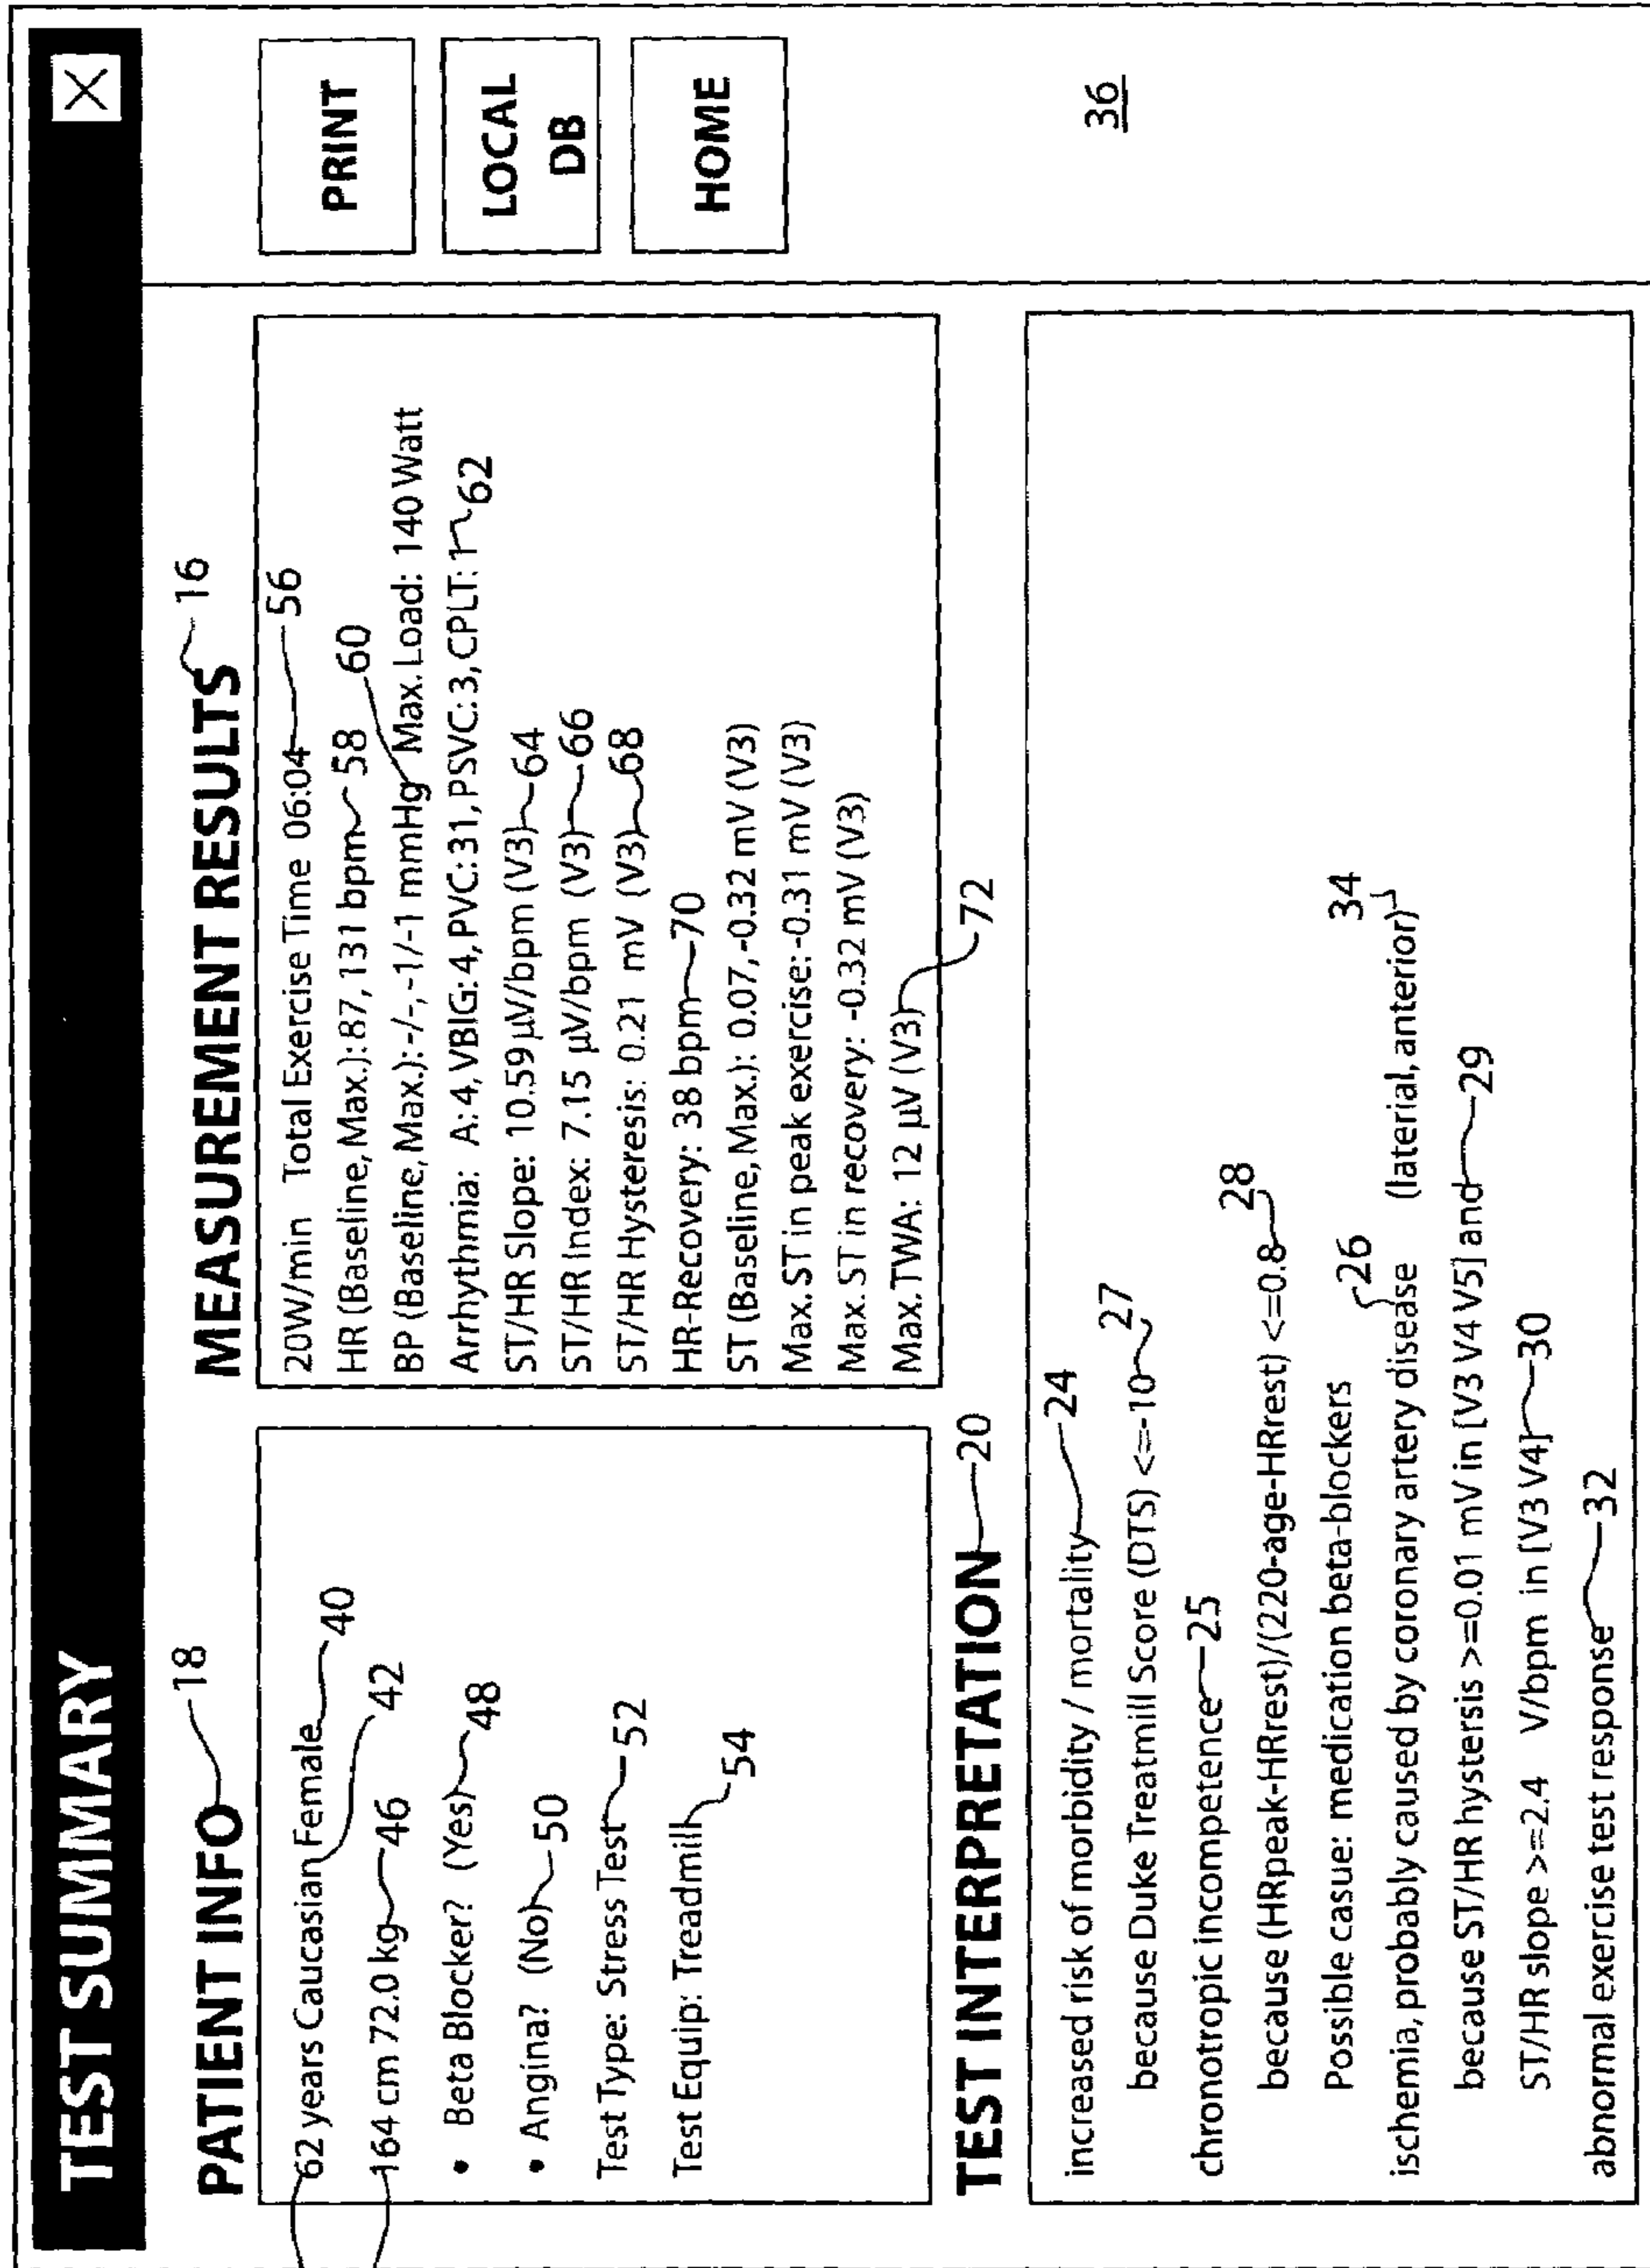 TEST SUMMARY
X
PATIENT INFO 18
62 years Caucasian Female 40
42
164 cm 72.0 kg 46
• Beta Blocker? (Yes) 48
• Angina? (No) 50
Test Type: Stress Test 52
Test Equip: Treadmill 54
MEASUREMENT RESULTS 16
20W/min Total Exercise Time 06:04 56
HR (Baseline, Max.): 87, 131 bpm 58
60
BP (Baseline, Max.): -/-, -1/-1 mmHg Max. Load: 140 Watt
Arrhythmia: A: 4, VBIG: 4, PVC: 31, PSVC: 3, CPLT: 1 62
ST/HR Slope: 10.59 µV/bpm (V3) 64
ST/HR Index: 7.15 µV/bpm (V3) 66
ST/HR Hysteresis: 0.21 mV (V3) 68
HR-Recovery: 38 bpm 70
ST (Baseline, Max.): 0.07, -0.32 mV (V3)
Max. ST in peak exercise: -0.31 mV (V3)
Max. ST in recovery: -0.32 mV (V3)
Max. TWA: 12 µV (V3) 72
PRINT
LOCAL
DB
HOME
36
TEST INTERPRETATION 20
increased risk of morbidity / mortality 24
because Duke Treatmill Score (DTS) <=-10 27
chronotropic incompetence 25
because (HRpeak-HRrest)/(220-age-HRrest) <=0.8 28
Possible casuer: medication beta-blockers
26
34
ischemia, probably caused by coronary artery disease (laterial, anterior)
because ST/HR hystersis >=0.01 mV in [V3 V4 V5] and 29
ST/HR slope >=2.4 V/bpm in [V3 V4] 30
abnormal exercise test response 32